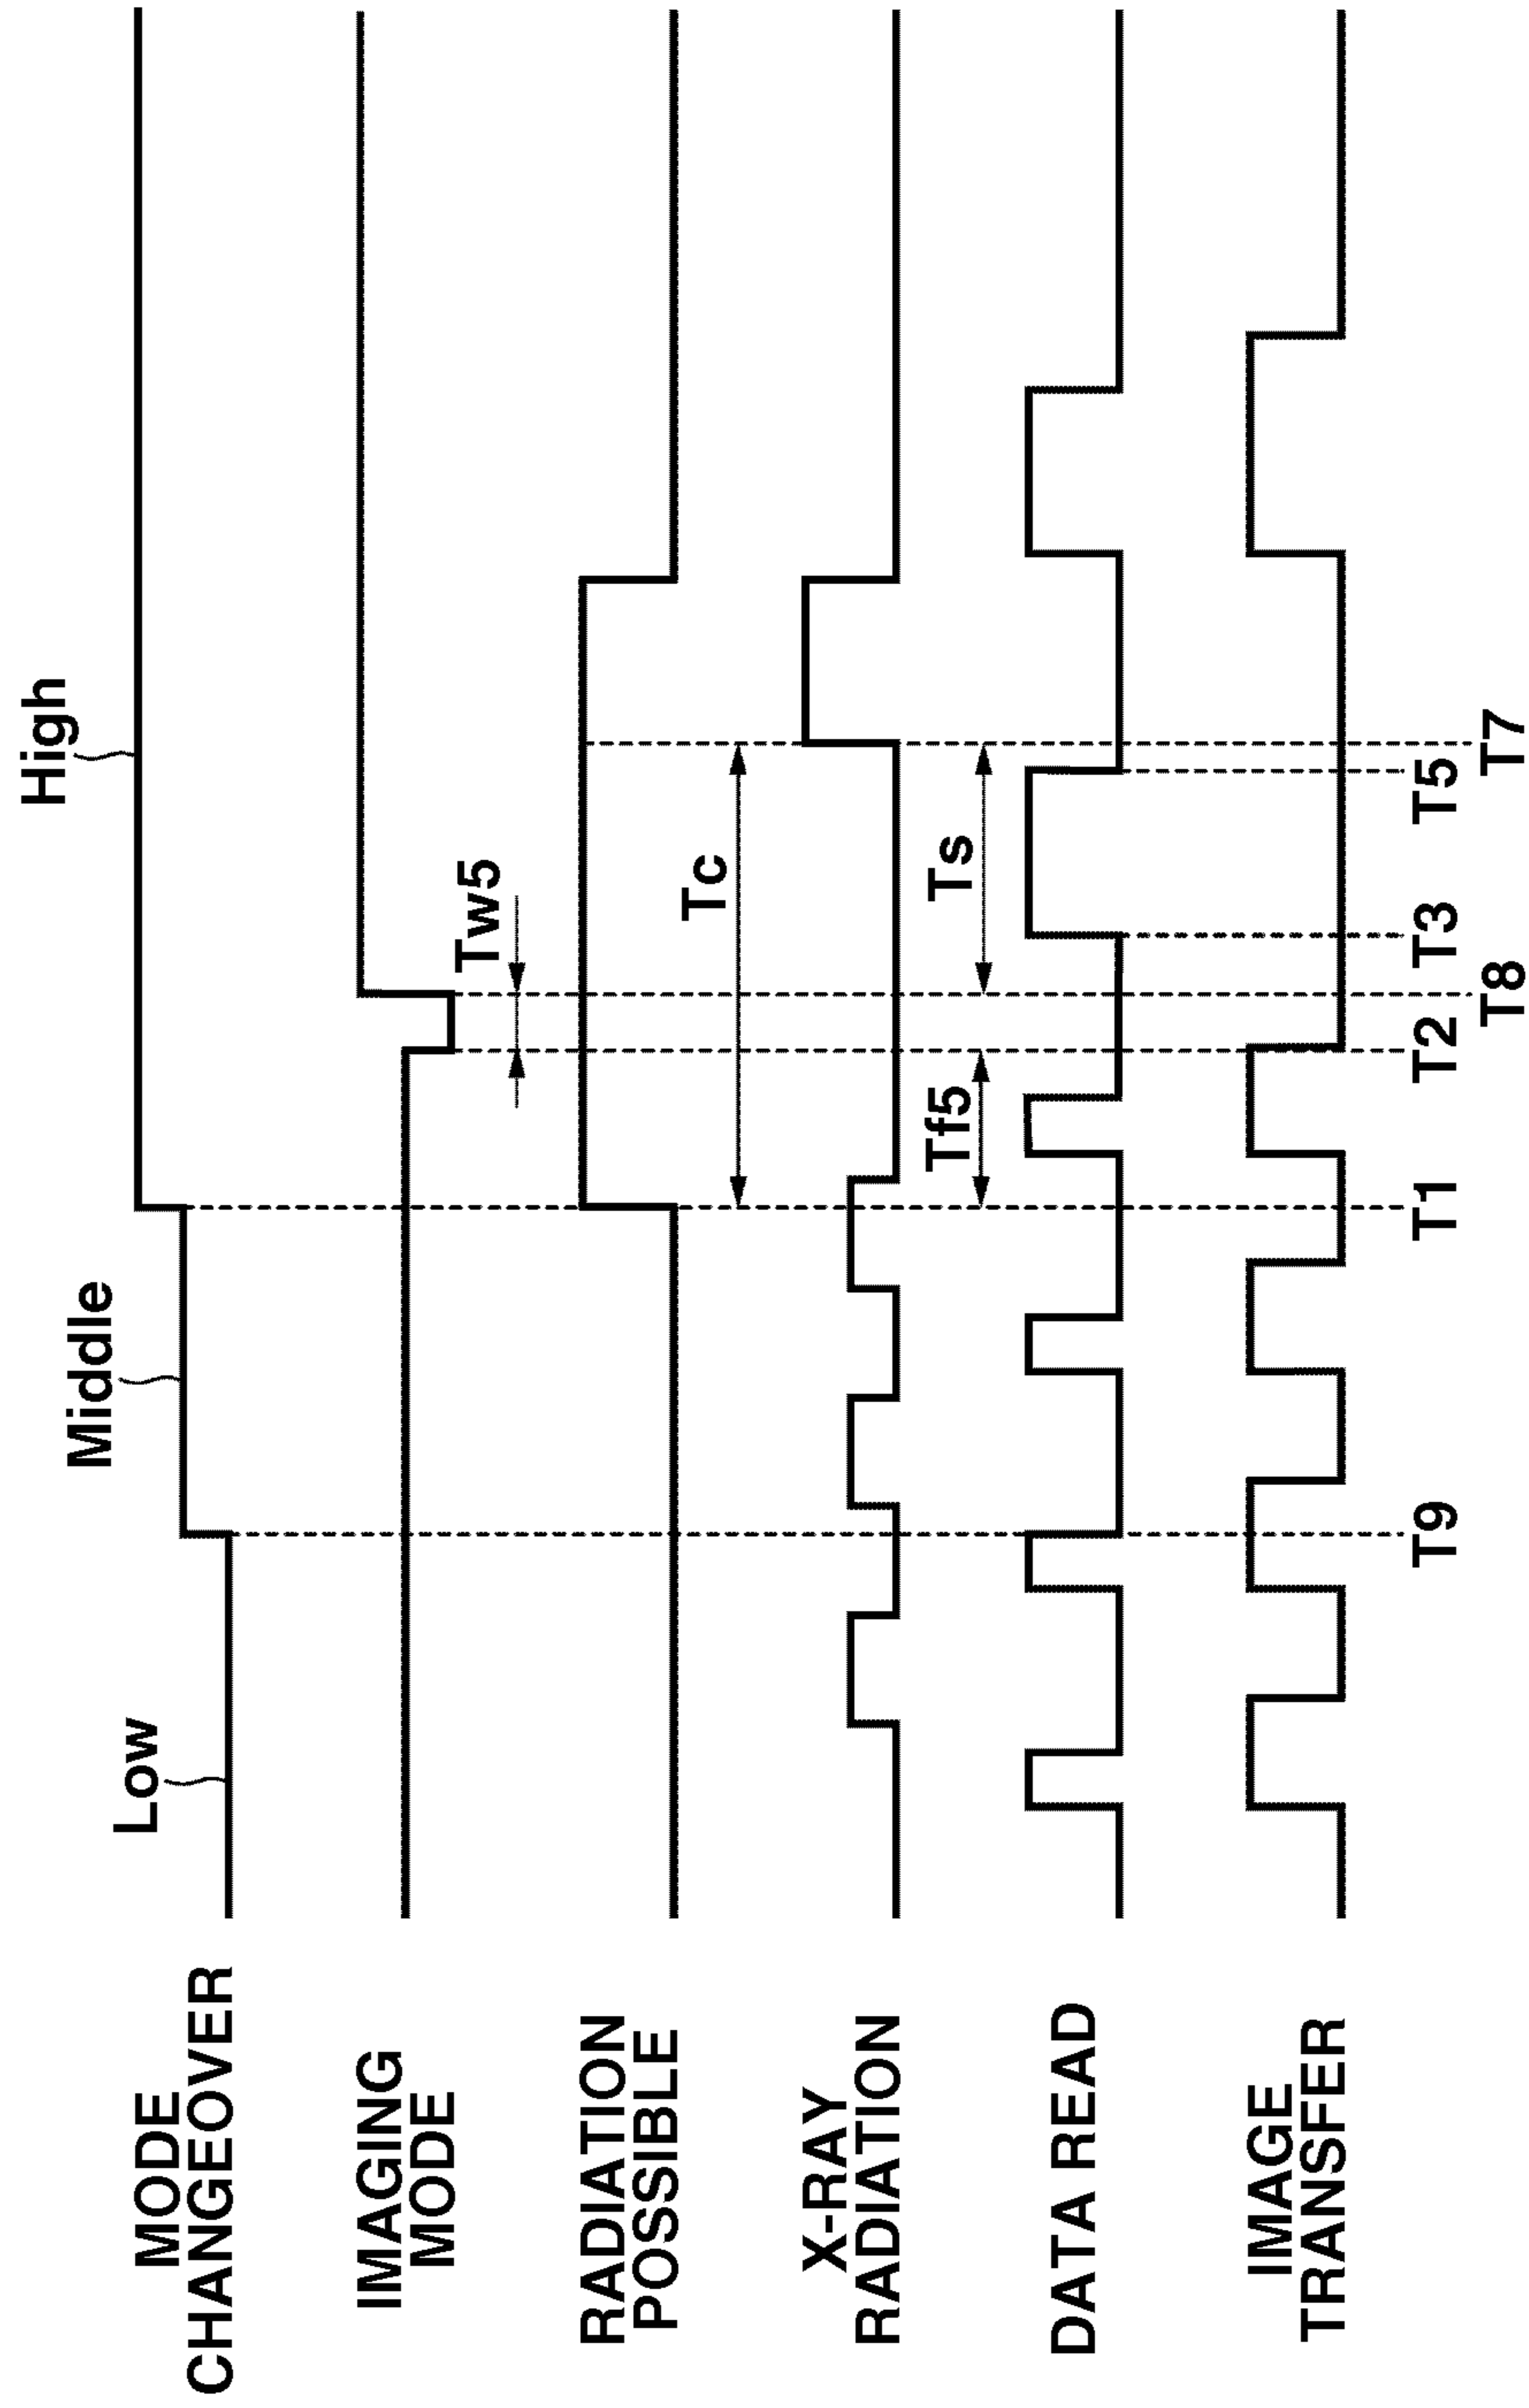 Low
Middle
High
MODE
CHANGEOVER
IMAGING
MODE
Tw5
RADIATION
POSSIBLE
Tc
X-RAY
RADIATION
Tf5
Ts
DATA READ
IMAGE
TRANSFER
T9
T1
T2
T3
T5
T8
T7